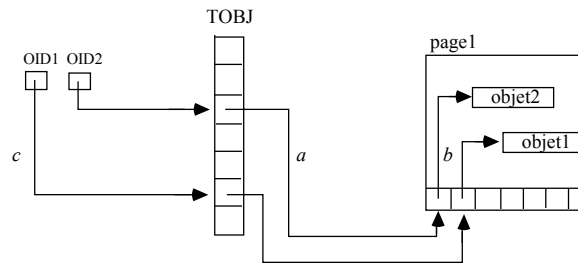 TOBJ
page1
OID1 OID2
objet2
c a b objet1